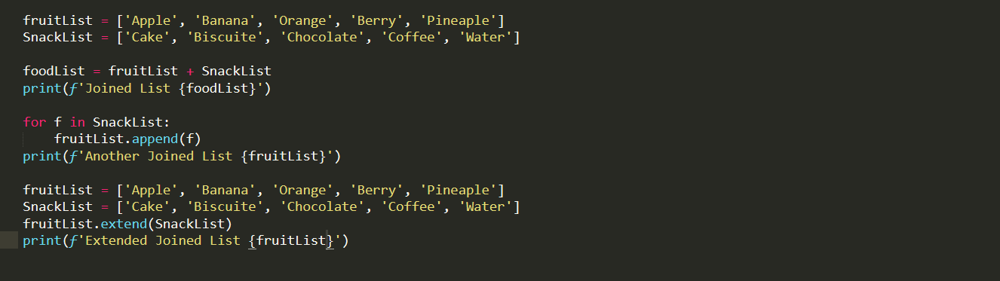 fruitList = ['Apple', 'Banana', 'Orange', 'Berry', 'Pineaple']
SnackList = ['Cake', 'Biscuite', 'Chocolate', 'Coffee', 'Water']

foodList = fruitList + SnackList
print(f'Joined List {foodList}')

for f in SnackList:
    fruitList.append(f)
print(f'Another Joined List {fruitList}')

fruitList = ['Apple', 'Banana', 'Orange', 'Berry', 'Pineaple']
SnackList = ['Cake', 'Biscuite', 'Chocolate', 'Coffee', 'Water']
fruitList.extend(SnackList)
print(f'Extended Joined List {fruitList}')